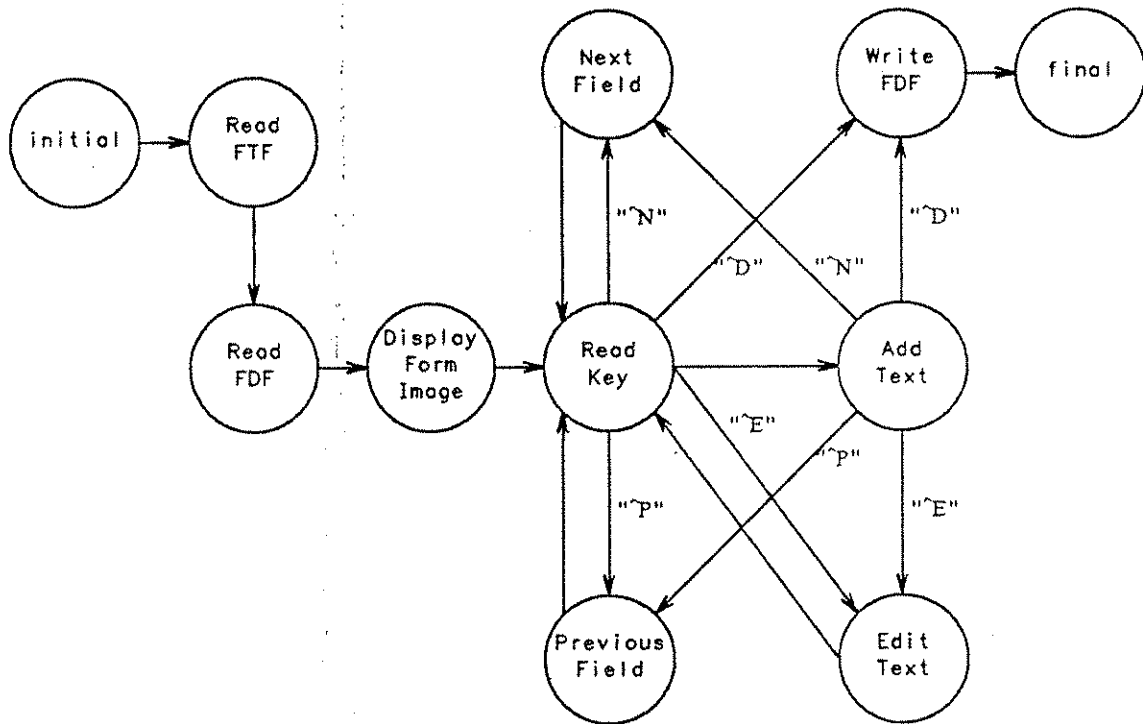 Next
Field
Write
FDF
final
initial
Read
FTF
"^N"
"^D"
"^D"
"^N"
Read
FDF
Display
Form
Image
Read
Key
Add
Text
"^E"
"^P"
"^P"
"^E"
Previous
Field
Edit
Text